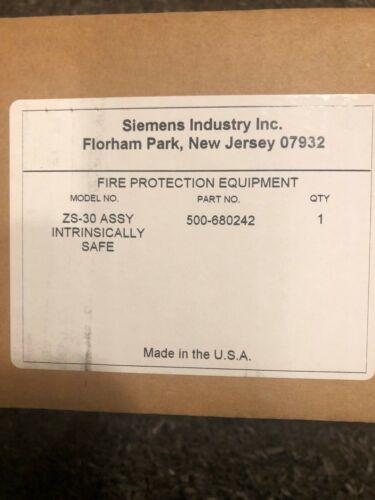 Siemens Industry Inc.
Florham Park, New Jersey 07932
FIRE PROTECTION EQUIPMENT
MODEL NO. PART NO. QTY
ZS-30 ASSY 500-680242 1
INTRINSICALLY
SAFE
Made in the U.S.A.